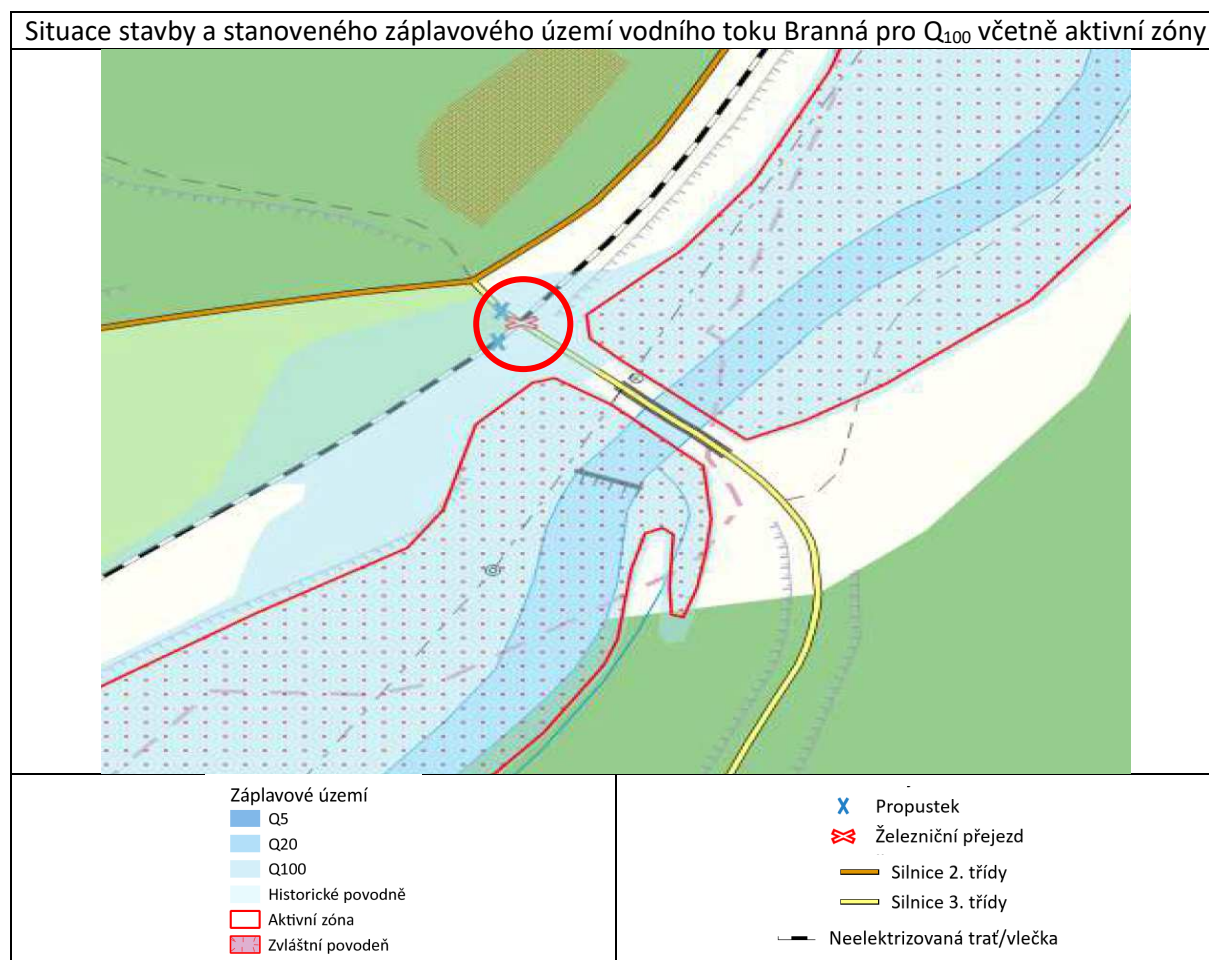 Situace stavby a stanoveného záplavového území vodního toku Branná pro Q₁₀₀ včetně aktivní zóny
Záplavové území
Q5
Q20
Q100
Historické povodně
Aktivní zóna
Zvláštní povodeň
Propustek
Železniční přejezd
Silnice 2. třídy
Silnice 3. třídy
Neelektrizovaná trať/vlečka